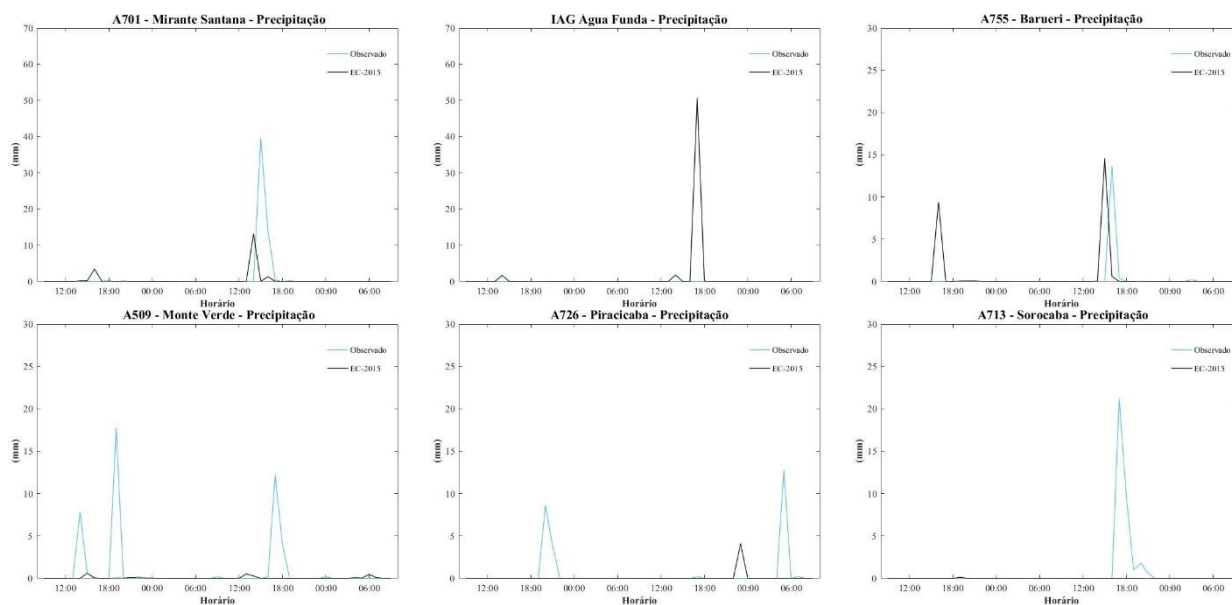 A701 - Mirante Santana - Precipitação
70
60
50
40
30
20
10
0
(mm)
Observado
EC-2015
12:00 18:00 00:00 06:00 12:00 18:00 00:00 06:00
Horário
IAG Água Funda - Precipitação
70
60
50
40
30
20
10
0
(mm)
Observado
EC-2015
12:00 18:00 00:00 06:00 12:00 18:00 00:00 06:00
Horário
A755 - Barueri - Precipitação
30
25
20
15
10
5
0
(mm)
Observado
EC-2015
12:00 18:00 00:00 06:00 12:00 18:00 00:00 06:00
Horário
A509 - Monte Verde - Precipitação
30
25
20
15
10
5
0
(mm)
Observado
EC-2015
12:00 18:00 00:00 06:00 12:00 18:00 00:00 06:00
Horário
A726 - Piracicaba - Precipitação
30
25
20
15
10
5
0
(mm)
Observado
EC-2015
12:00 18:00 00:00 06:00 12:00 18:00 00:00 06:00
Horário
A713 - Sorocaba - Precipitação
30
25
20
15
10
5
0
(mm)
Observado
EC-2015
12:00 18:00 00:00 06:00 12:00 18:00 00:00 06:00
Horário